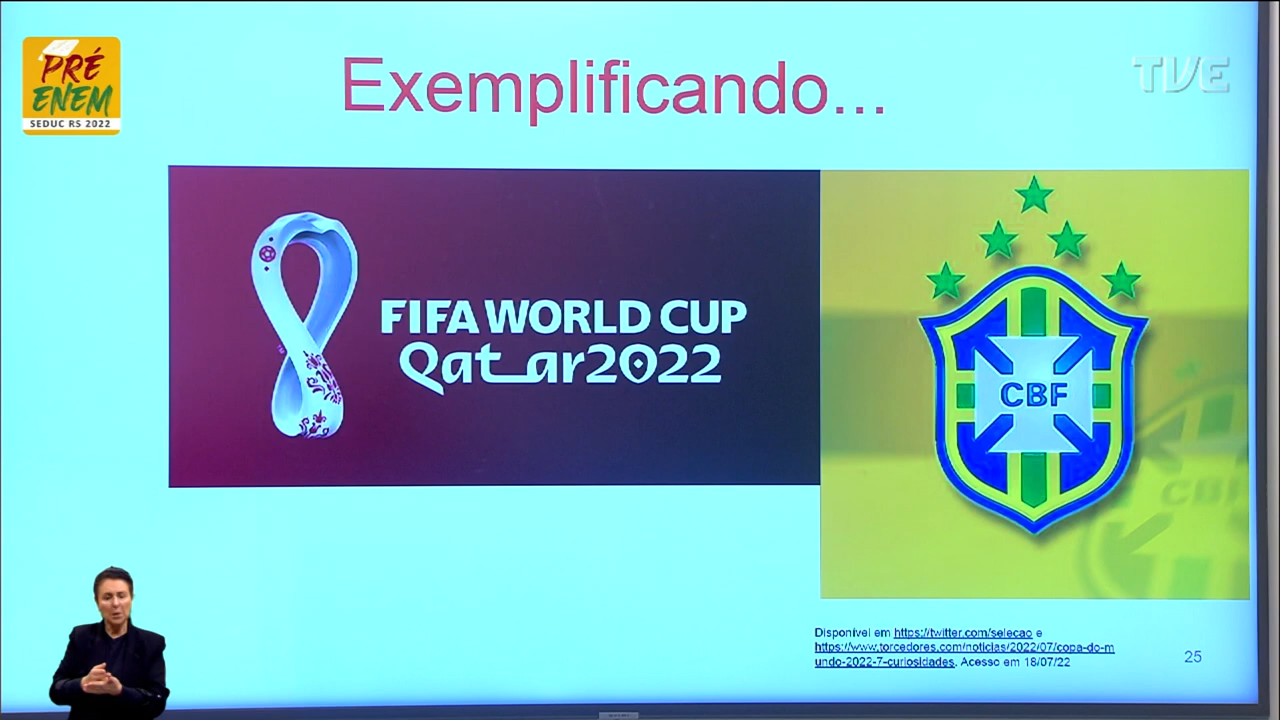 PRÉ
ENEM
SEDUC RS 2022
Exemplificando...
TVE
FIFA WORLD CUP
Qatar2022
CBF
CBF
Disponível em https://twitter.com/selecao e
https://www.torcedores.com/noticias/2022/07/copa-do-m
undo-2022-7-curiosidades. Acesso em 18/07/22
25